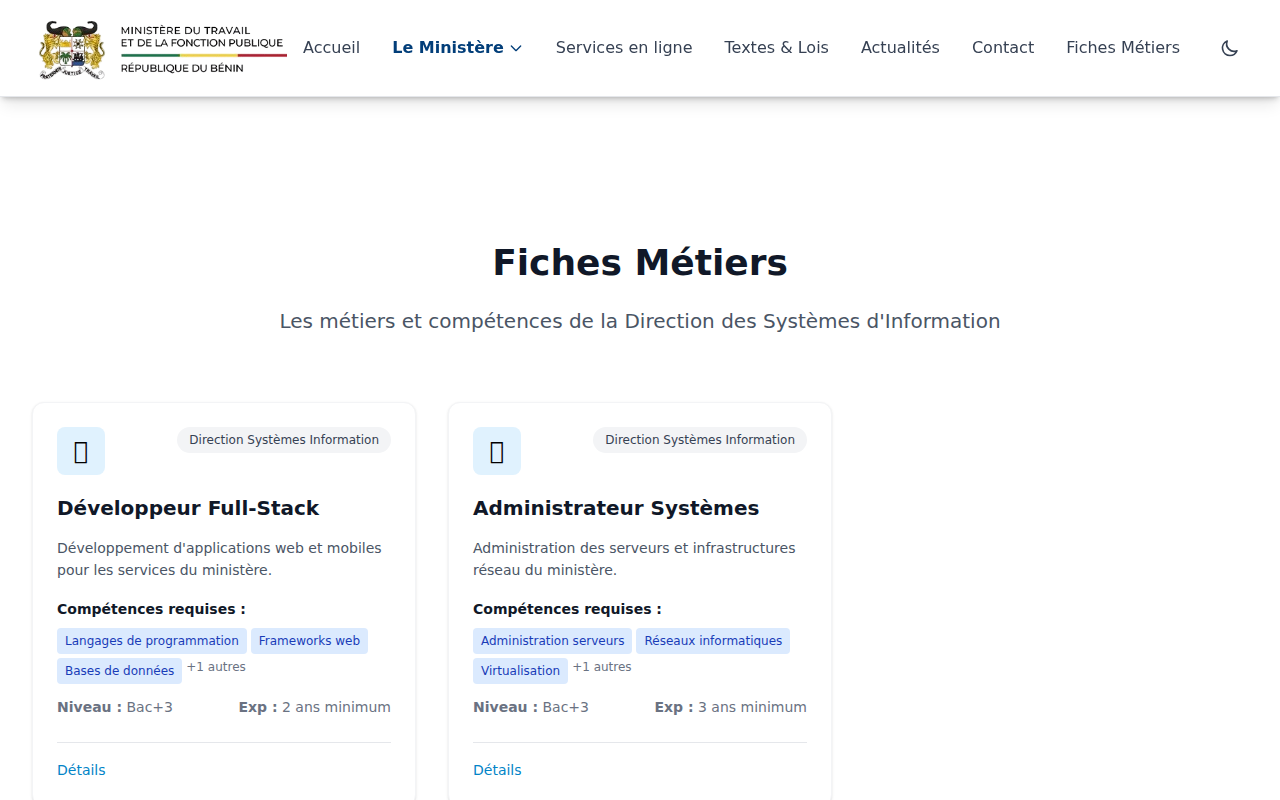 MINISTÈRE DU TRAVAIL
ET DE LA FONCTION PUBLIQUE
RÉPUBLIQUE DU BÉNIN
Accueil
Le Ministère
Services en ligne
Textes & Lois
Actualités
Contact
Fiches Métiers
Fiches Métiers
Les métiers et compétences de la Direction des Systèmes d'Information
Direction Systèmes Information
Développeur Full-Stack
Développement d'applications web et mobiles
pour les services du ministère.
Compétences requises :
Langages de programmation
Frameworks web
Bases de données
+1 autres
Niveau : Bac+3
Exp : 2 ans minimum
Détails
Direction Systèmes Information
Administrateur Systèmes
Administration des serveurs et infrastructures
réseau du ministère.
Compétences requises :
Administration serveurs
Réseaux informatiques
Virtualisation
+1 autres
Niveau : Bac+3
Exp : 3 ans minimum
Détails